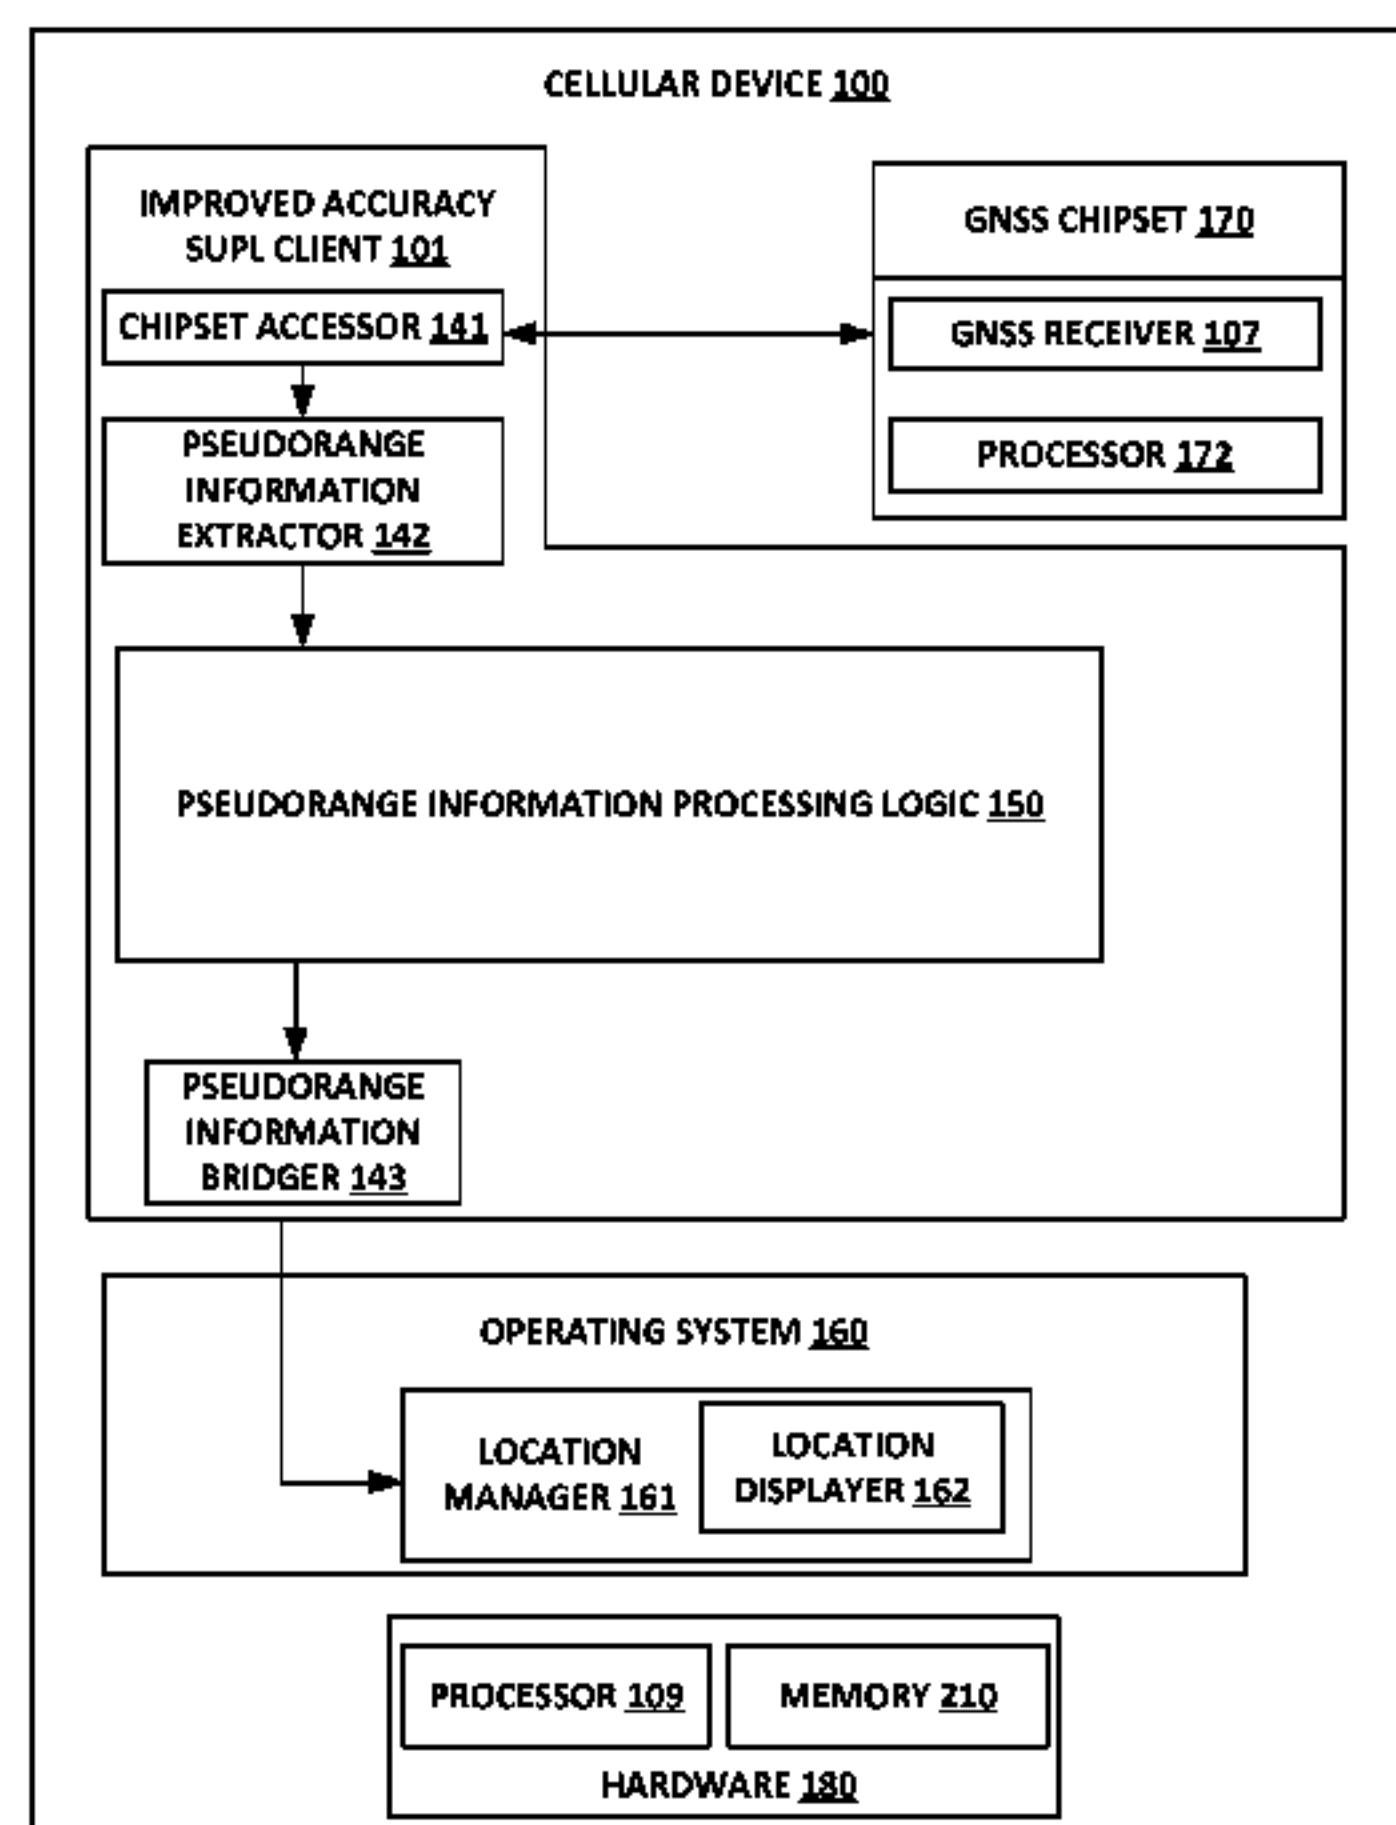 CELLULAR DEVICE 100
IMPROVED ACCURACY
SUPL CLIENT 101
GNSS CHIPSET 170
CHIPSET ACCESSOR 141
GNSS RECEIVER 107
PSEUDORANGE
INFORMATION
EXTRACTOR 142
PROCESSOR 172
PSEUDORANGE INFORMATION PROCESSING LOGIC 150
PSEUDORANGE
INFORMATION
BRIDGER 143
OPERATING SYSTEM 160
LOCATION
MANAGER 161
LOCATION
DISPLAYER 162
PROCESSOR 109
MEMORY 210
HARDWARE 180